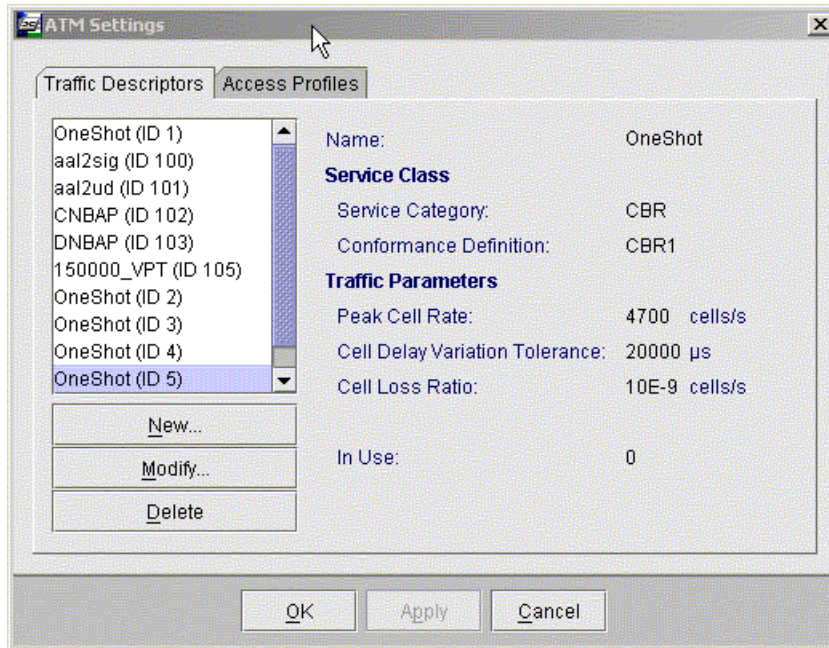 ATM Settings
Traffic Descriptors
Access Profiles
OneShot (ID 1)
aal2sig (ID 100)
aal2ud (ID 101)
CNBAP (ID 102)
DNBAP (ID 103)
150000_VPT (ID 105)
OneShot (ID 2)
OneShot (ID 3)
OneShot (ID 4)
OneShot (ID 5)
New...
Modify...
Delete
Name: OneShot
Service Class
Service Category: CBR
Conformance Definition: CBR1
Traffic Parameters
Peak Cell Rate: 4700 cells/s
Cell Delay Variation Tolerance: 20000 µs
Cell Loss Ratio: 10E-9 cells/s
In Use: 0
OK
Apply
Cancel